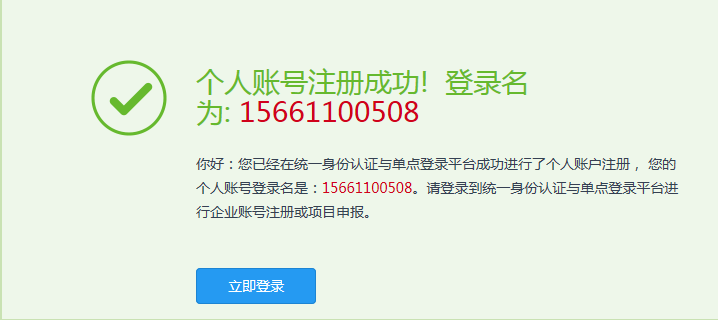 个人账号注册成功！登录名
为: 15661100508
你好：您已经在统一身份认证与单点登录平台成功进行了个人账户注册 ，您的
个人账号登录名是：15661100508。请登录到统一身份认证与单点登录平台进
行企业账号注册或项目申报。
立即登录